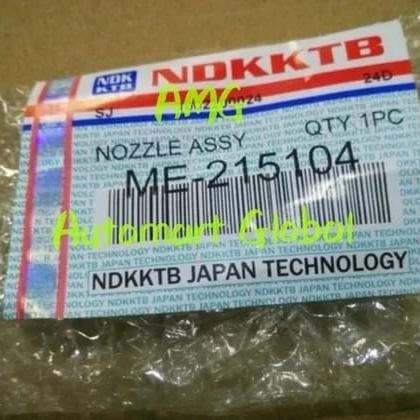 NDK
KTB
NDKKTB
SJ
24D
AMG
NOZZLE ASSY QTY 1PC
ME-215104
Automart Global
NDKKTB JAPAN TECHNOLOGY